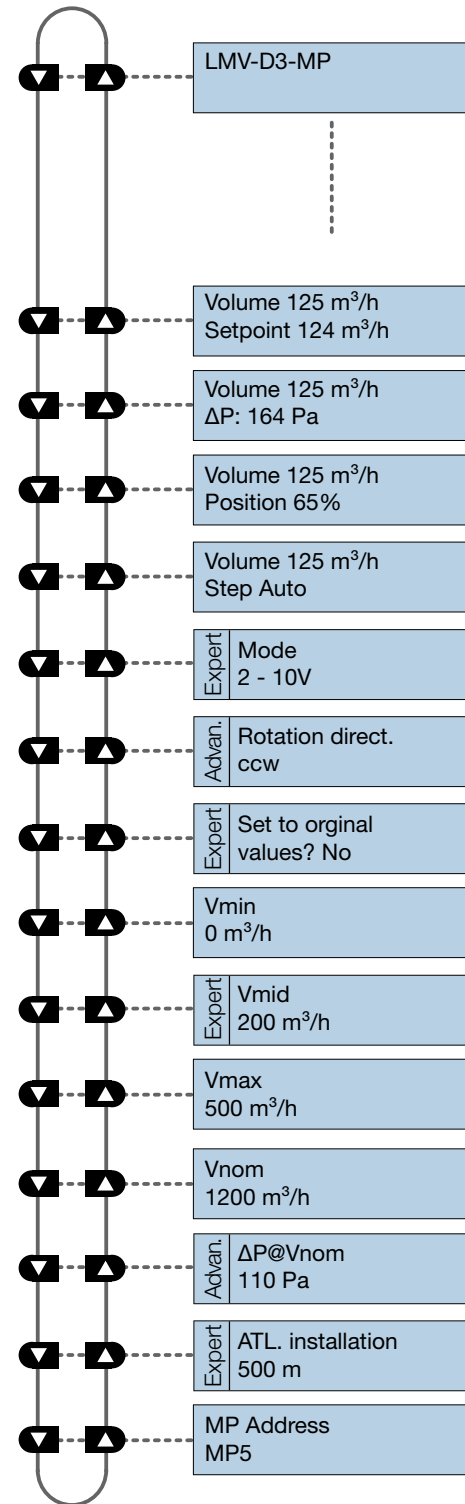 LMV-D3-MP
Volume 125 m³/h
Setpoint 124 m³/h
Volume 125 m³/h
ΔP: 164 Pa
Volume 125 m³/h
Position 65%
Volume 125 m³/h
Step Auto
Expert
Mode
2 - 10V
Advan.
Rotation direct.
ccw
Expert
Set to orginal
values? No
Vmin
0 m³/h
Expert
Vmid
200 m³/h
Vmax
500 m³/h
Vnom
1200 m³/h
Advan.
ΔP@Vnom
110 Pa
Expert
ATL. installation
500 m
MP Address
MP5